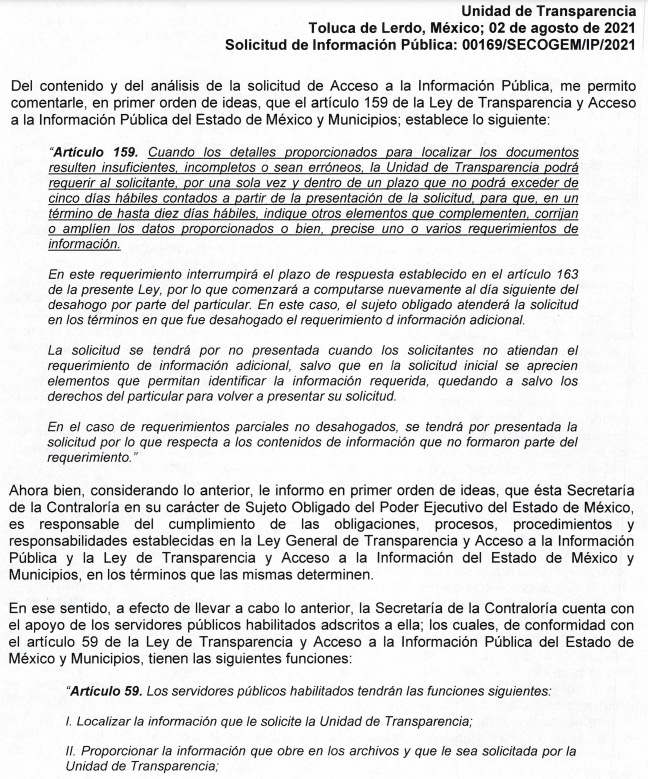 Unidad de Transparencia
Toluca de Lerdo, México; 02 de agosto de 2021
Solicitud de Información Pública: 00169/SECOGEM/IP/2021
Del contenido y del análisis de la solicitud de Acceso a la Información Pública, me permito
comentarle, en primer orden de ideas, que el artículo 159 de la Ley de Transparencia y Acceso
a la Información Pública del Estado de México y Municipios; establece lo siguiente:
“Artículo 159. Cuando los detalles proporcionados para localizar los documentos
resulten insuficientes, incompletos o sean erróneos, la Unidad de Transparencia podrá
requerir al solicitante, por una sola vez y dentro de un plazo que no podrá exceder de
cinco días hábiles contados a partir de la presentación de la solicitud, para que, en un
término de hasta diez días hábiles, indique otros elementos que complementen, corrijan
o amplíen los datos proporcionados o bien, precise uno o varios requerimientos de
información.
En este requerimiento interrumpirá el plazo de respuesta establecido en el artículo 163
de la presente Ley, por lo que comenzará a computarse nuevamente al día siguiente del
desahogo por parte del particular. En este caso, el sujeto obligado atenderá la solicitud
en los términos en que fue desahogado el requerimiento d información adicional.
La solicitud se tendrá por no presentada cuando los solicitantes no atiendan el
requerimiento de información adicional, salvo que en la solicitud inicial se aprecien
elementos que permitan identificar la información requerida, quedando a salvo los
derechos del particular para volver a presentar su solicitud.
En el caso de requerimientos parciales no desahogados, se tendrá por presentada la
solicitud por lo que respecta a los contenidos de información que no formaron parte del
requerimiento.”
Ahora bien, considerando lo anterior, le informo en primer orden de ideas, que ésta Secretaría
de la Contraloría en su carácter de Sujeto Obligado del Poder Ejecutivo del Estado de México,
es responsable del cumplimiento de las obligaciones, procesos, procedimientos y
responsabilidades establecidas en la Ley General de Transparencia y Acceso a la Información
Pública y la Ley de Transparencia y Acceso a la Información del Estado de México y
Municipios, en los términos que las mismas determinen.
En ese sentido, a efecto de llevar a cabo lo anterior, la Secretaría de la Contraloría cuenta con
el apoyo de los servidores públicos habilitados adscritos a ella; los cuales, de conformidad con
el artículo 59 de la Ley de Transparencia y Acceso a la Información Pública del Estado de
México y Municipios, tienen las siguientes funciones:
“Artículo 59. Los servidores públicos habilitados tendrán las funciones siguientes:
I. Localizar la información que le solicite la Unidad de Transparencia;
II. Proporcionar la información que obre en los archivos y que le sea solicitada por la
Unidad de Transparencia;